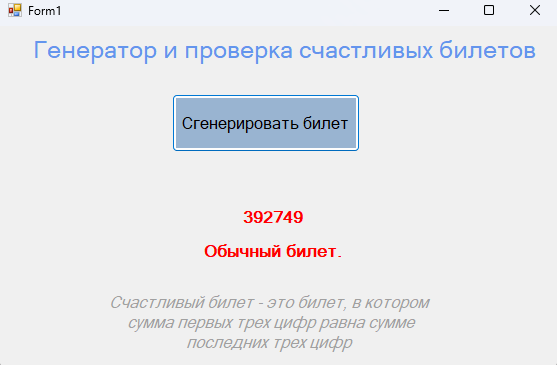 Form1
Генератор и проверка счастливых билетов
Сгенерировать билет
392749
Обычный билет.
Счастливый билет - это билет, в котором
сумма первых трех цифр равна сумме
последних трех цифр